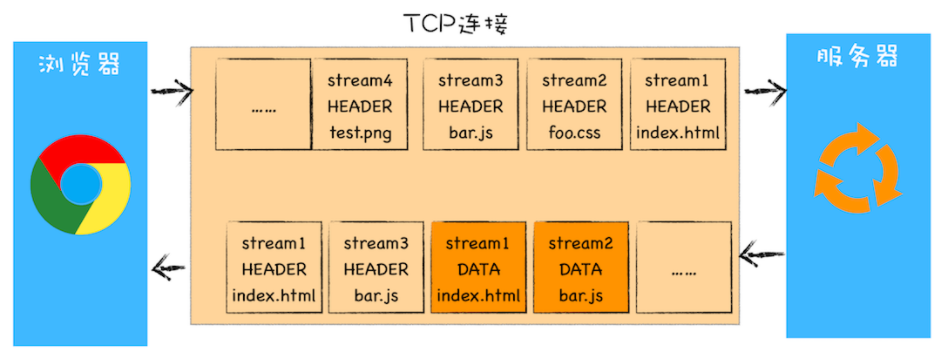 TCP连接
浏览器
服务器
……
stream4
HEADER
test.png
stream3
HEADER
bar.js
stream2
HEADER
foo.css
stream1
HEADER
index.html
stream1
HEADER
index.html
stream3
HEADER
bar.js
stream1
DATA
index.html
stream2
DATA
bar.js
……